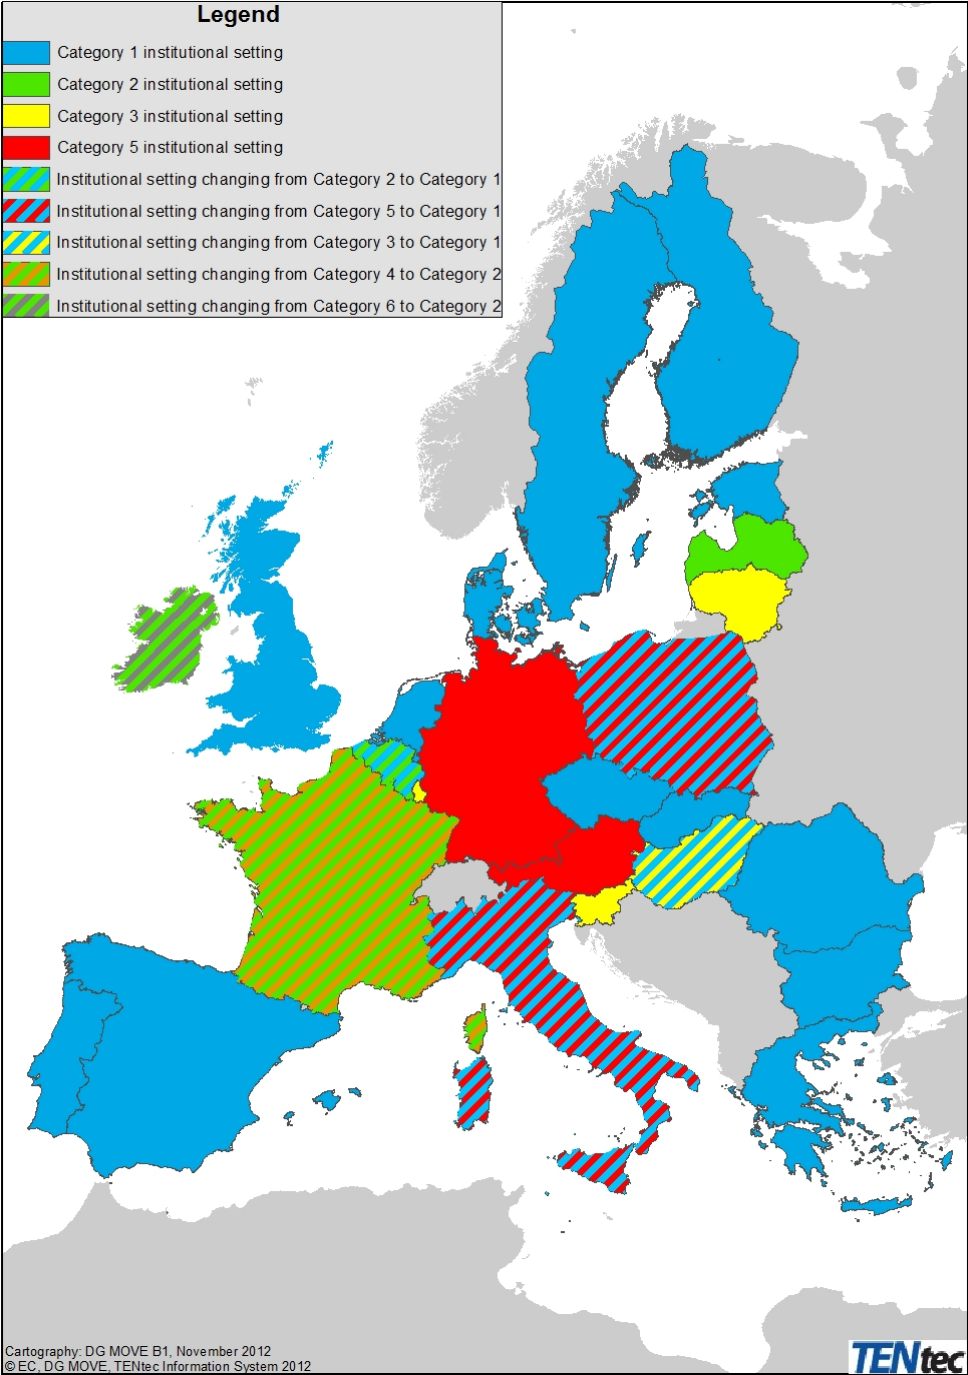 Legend
Category 1 institutional setting
Category 2 institutional setting
Category 3 institutional setting
Category 5 institutional setting
Institutional setting changing from Category 2 to Category 1
Institutional setting changing from Category 5 to Category 1
Institutional setting changing from Category 3 to Category 1
Institutional setting changing from Category 4 to Category 2
Institutional setting changing from Category 6 to Category 2
Cartography: DG MOVE B1, November 2012
© EC, DG MOVE, TENtec Information System 2012
TENtec